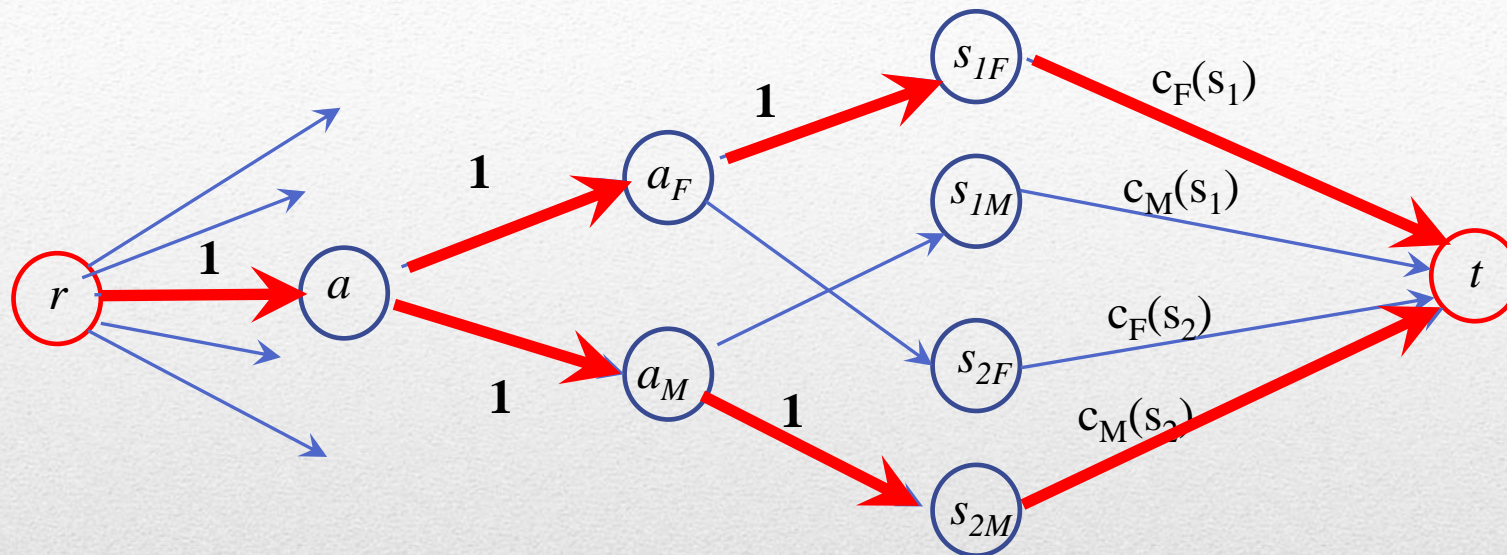 s1F
cF(s1)
1
aF
1
s1M
cM(s1)
1
r
a
t
cF(s2)
s2F
aM
1
1
cM(s2)
s2M